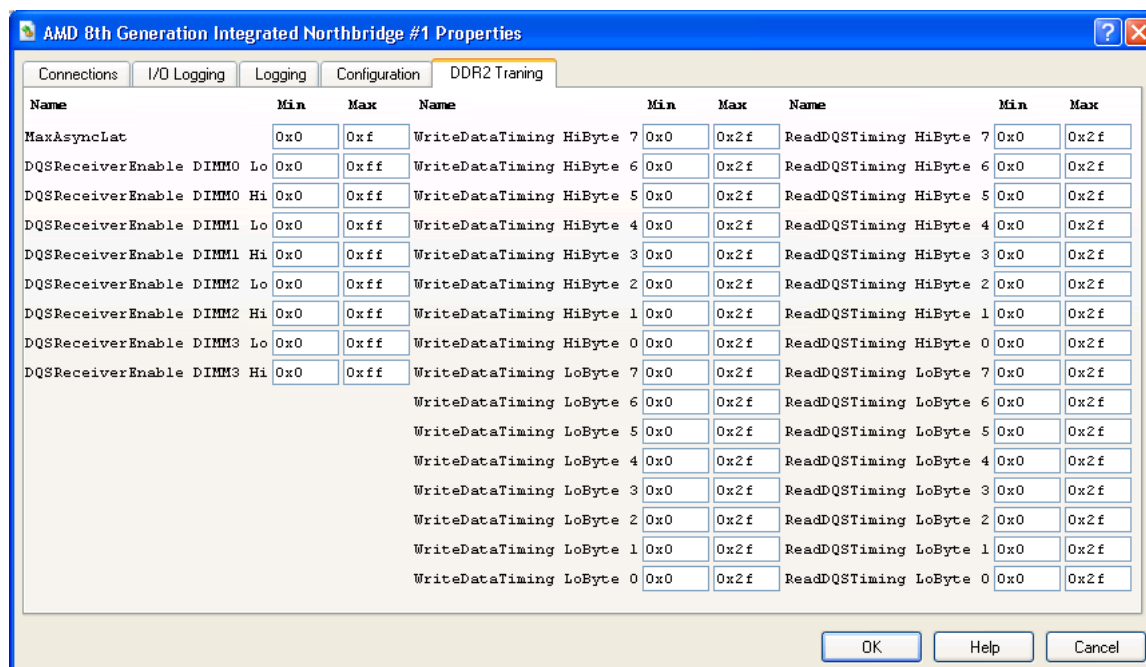 AMD 8th Generation Integrated Northbridge #1 Properties
Connections I/O Logging Logging Configuration DDR2 Traning
Name Min Max Name Min Max Name Min Max
MaxAsyncLat 0x0 0xf WriteDataTiming HiByte 7 0x0 0x2f ReadDQSTiming HiByte 7 0x0 0x2f
DQSReceiverEnable DIMM0 Lo 0x0 0xff WriteDataTiming HiByte 6 0x0 0x2f ReadDQSTiming HiByte 6 0x0 0x2f
DQSReceiverEnable DIMM0 Hi 0x0 0xff WriteDataTiming HiByte 5 0x0 0x2f ReadDQSTiming HiByte 5 0x0 0x2f
DQSReceiverEnable DIMM1 Lo 0x0 0xff WriteDataTiming HiByte 4 0x0 0x2f ReadDQSTiming HiByte 4 0x0 0x2f
DQSReceiverEnable DIMM1 Hi 0x0 0xff WriteDataTiming HiByte 3 0x0 0x2f ReadDQSTiming HiByte 3 0x0 0x2f
DQSReceiverEnable DIMM2 Lo 0x0 0xff WriteDataTiming HiByte 2 0x0 0x2f ReadDQSTiming HiByte 2 0x0 0x2f
DQSReceiverEnable DIMM2 Hi 0x0 0xff WriteDataTiming HiByte 1 0x0 0x2f ReadDQSTiming HiByte 1 0x0 0x2f
DQSReceiverEnable DIMM3 Lo 0x0 0xff WriteDataTiming HiByte 0 0x0 0x2f ReadDQSTiming HiByte 0 0x0 0x2f
DQSReceiverEnable DIMM3 Hi 0x0 0xff WriteDataTiming LoByte 7 0x0 0x2f ReadDQSTiming LoByte 7 0x0 0x2f
WriteDataTiming LoByte 6 0x0 0x2f ReadDQSTiming LoByte 6 0x0 0x2f
WriteDataTiming LoByte 5 0x0 0x2f ReadDQSTiming LoByte 5 0x0 0x2f
WriteDataTiming LoByte 4 0x0 0x2f ReadDQSTiming LoByte 4 0x0 0x2f
WriteDataTiming LoByte 3 0x0 0x2f ReadDQSTiming LoByte 3 0x0 0x2f
WriteDataTiming LoByte 2 0x0 0x2f ReadDQSTiming LoByte 2 0x0 0x2f
WriteDataTiming LoByte 1 0x0 0x2f ReadDQSTiming LoByte 1 0x0 0x2f
WriteDataTiming LoByte 0 0x0 0x2f ReadDQSTiming LoByte 0 0x0 0x2f
OK Help Cancel